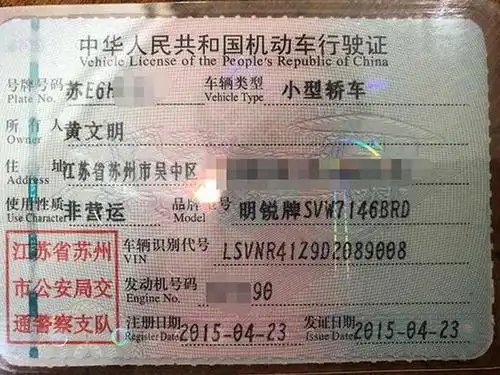 中华人民共和国机动车行驶证
Vehicle License of the People's Republic of China
号牌号码 苏E6H 车辆类型 小型轿车
Plate No. Vehicle Type
所有人 黄文明
Owner
住址 江苏省苏州市吴中区
Address
使用性质 非营运 品牌型号 明锐牌SVW7146BRD
Use Character Model
江苏省苏州
市公安局交
通警察支队
车辆识别代号 LSVNR41Z9D2089008
VIN
发动机号码 90
Engine No.
注册日期 2015-04-23 发证日期 2015-04-23
Register Date Issue Date